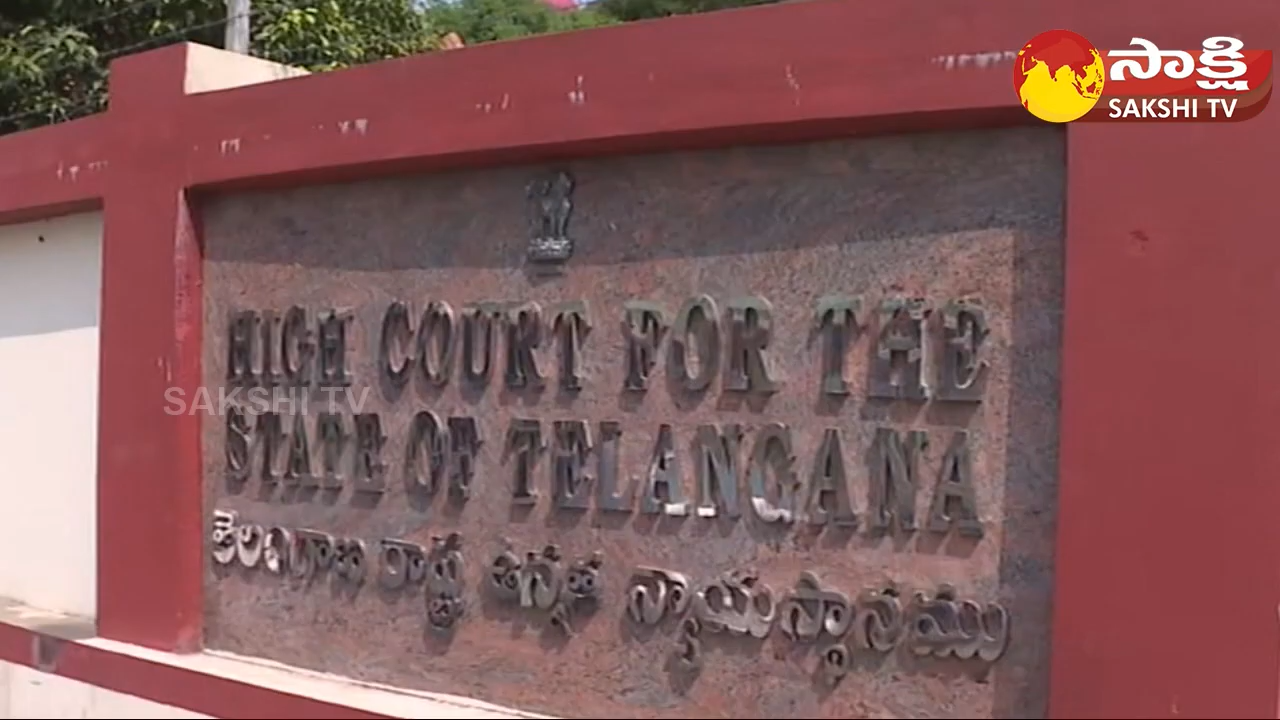 సాక్షి
SAKSHI TV
HIGH COURT FOR THE
STATE OF TELANGANA
తెలంగాణ రాష్ట్ర ఉన్నత న్యాయస్థానము
SAKSHI TV